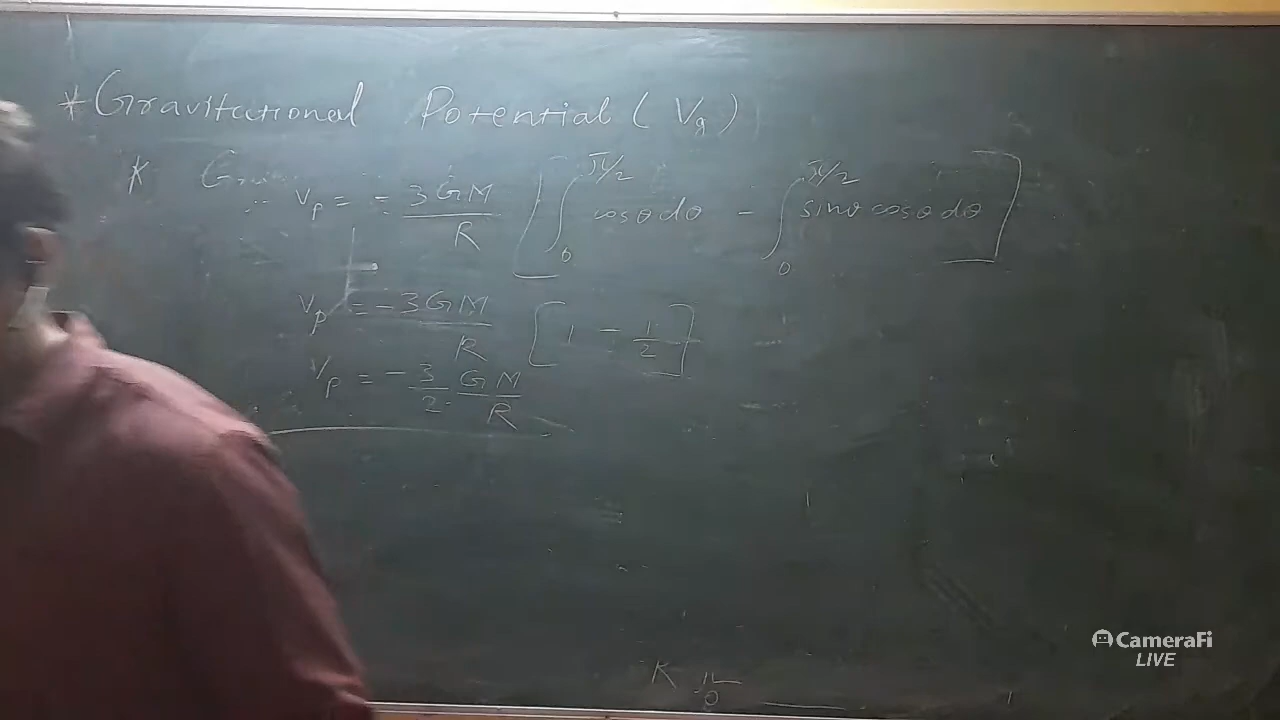 * Gravitational Potential ( Vg )
*
Vp = = 3GM/R [ ∫₀^π/2 cosθ dθ - ∫₀^π/2 sinθ cosθ dθ ]
Vp = -3GM/R [ 1 - 1/2 ]
Vp = - 3/2 GM/R
K
CameraFi
LIVE